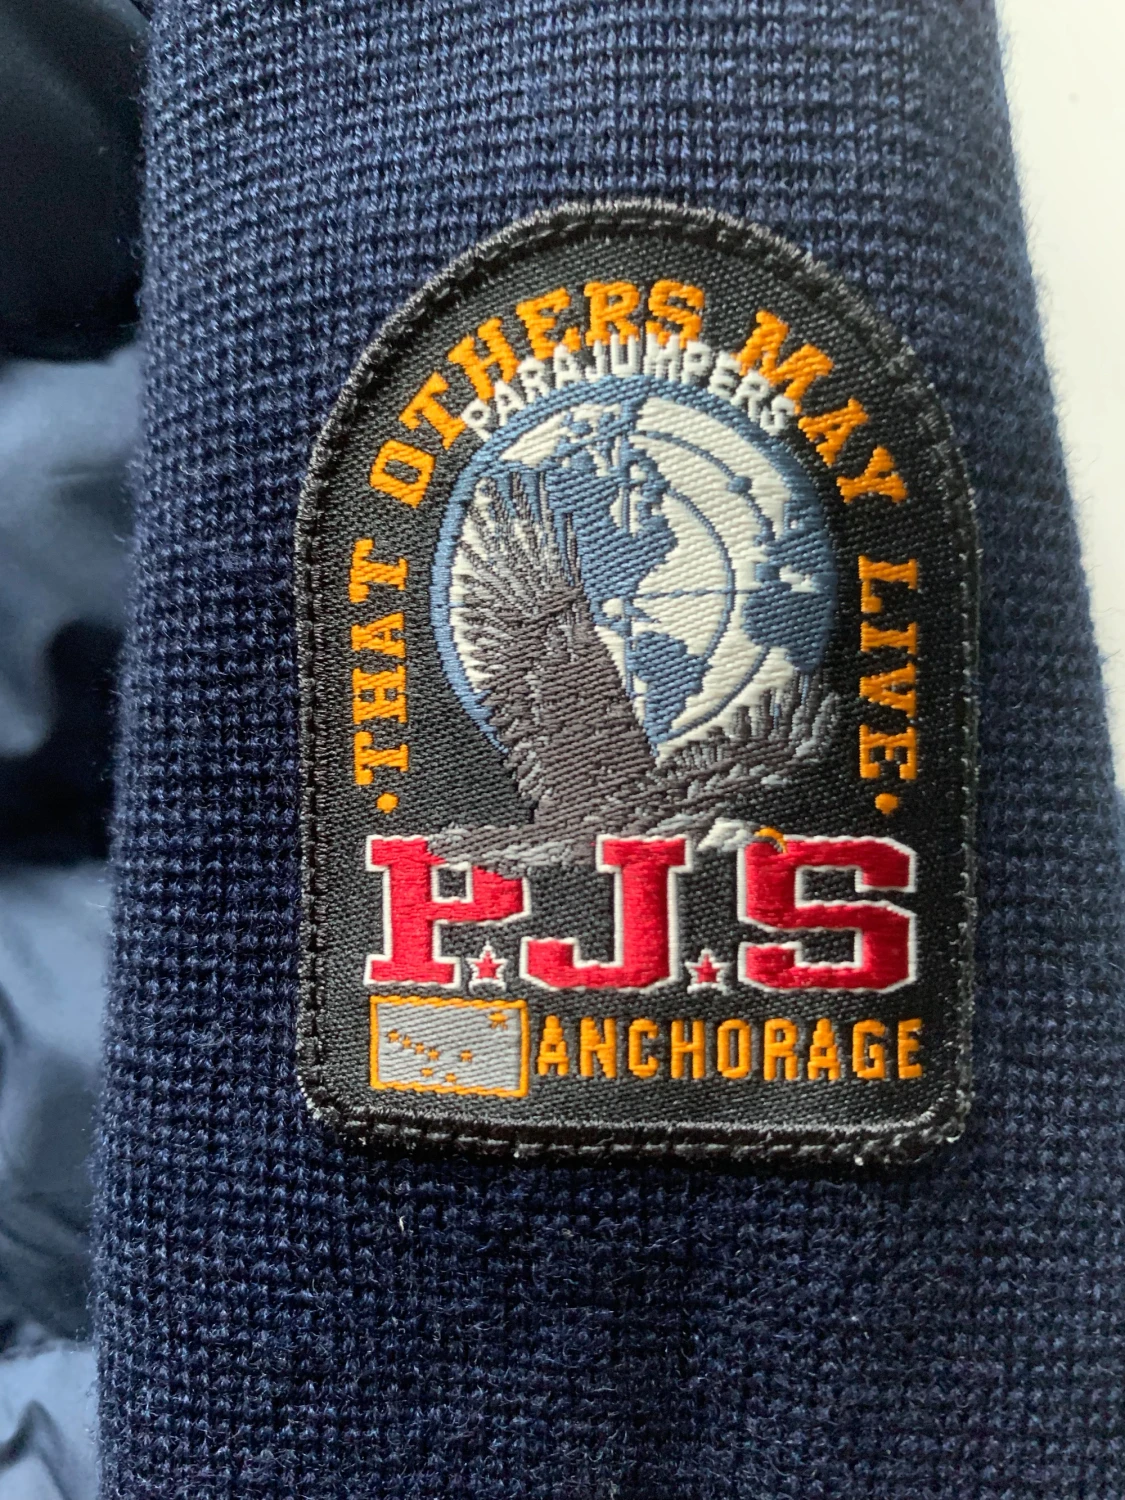 · THAT OTHERS MAY LIVE ·
PARAJUMPERS
P.J.S
ANCHORAGE